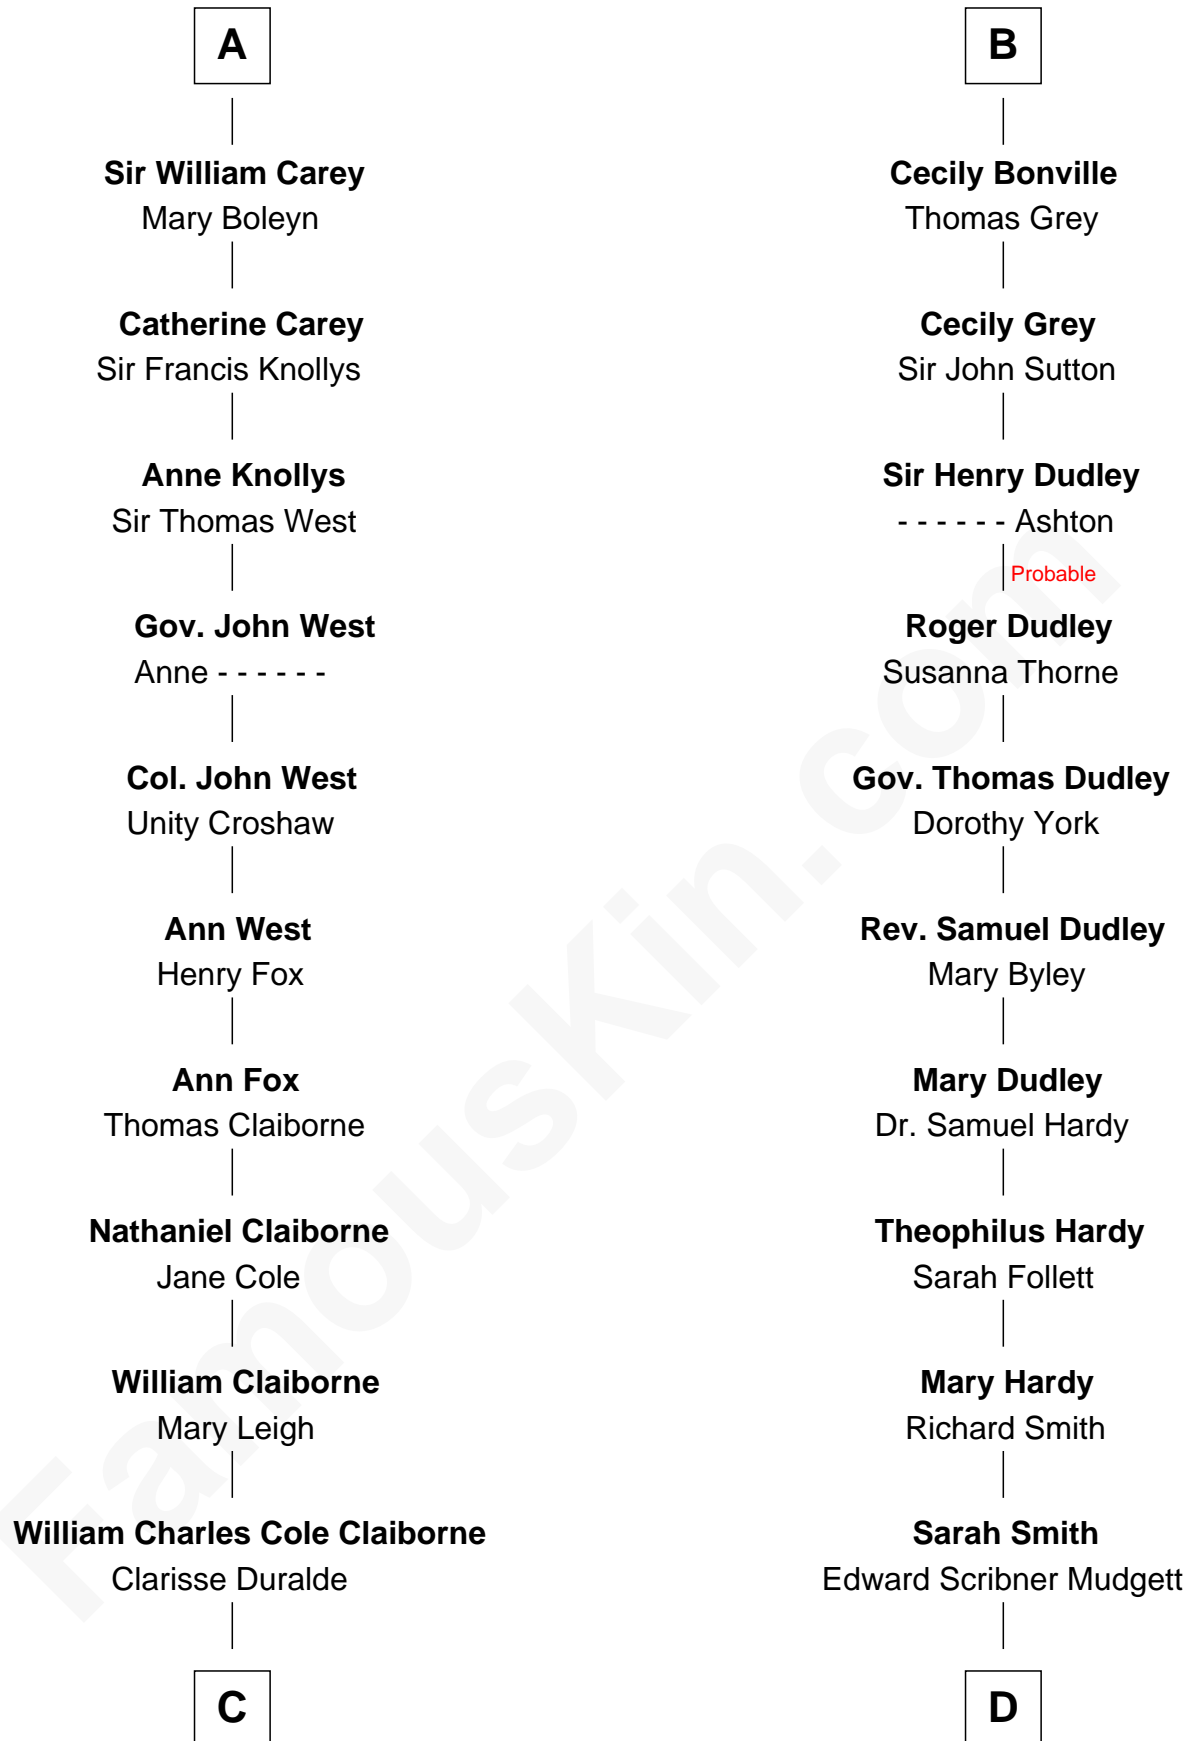 A
Sir William Carey
Mary Boleyn
Catherine Carey
Sir Francis Knollys
Anne Knollys
Sir Thomas West
Gov. John West
Anne - - - - - -
Col. John West
Unity Croshaw
Ann West
Henry Fox
Ann Fox
Thomas Claiborne
Nathaniel Claiborne
Jane Cole
William Claiborne
Mary Leigh
William Charles Cole Claiborne
Clarisse Duralde
C
B
Cecily Bonville
Thomas Grey
Cecily Grey
Sir John Sutton
Sir Henry Dudley
- - - - - - Ashton
Probable
Roger Dudley
Susanna Thorne
Gov. Thomas Dudley
Dorothy York
Rev. Samuel Dudley
Mary Byley
Mary Dudley
Dr. Samuel Hardy
Theophilus Hardy
Sarah Follett
Mary Hardy
Richard Smith
Sarah Smith
Edward Scribner Mudgett
D
FamousKin.com